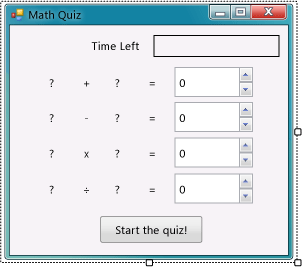 Math Quiz
Time Left
? + ? = 0
? - ? = 0
? x ? = 0
? ÷ ? = 0
Start the quiz!